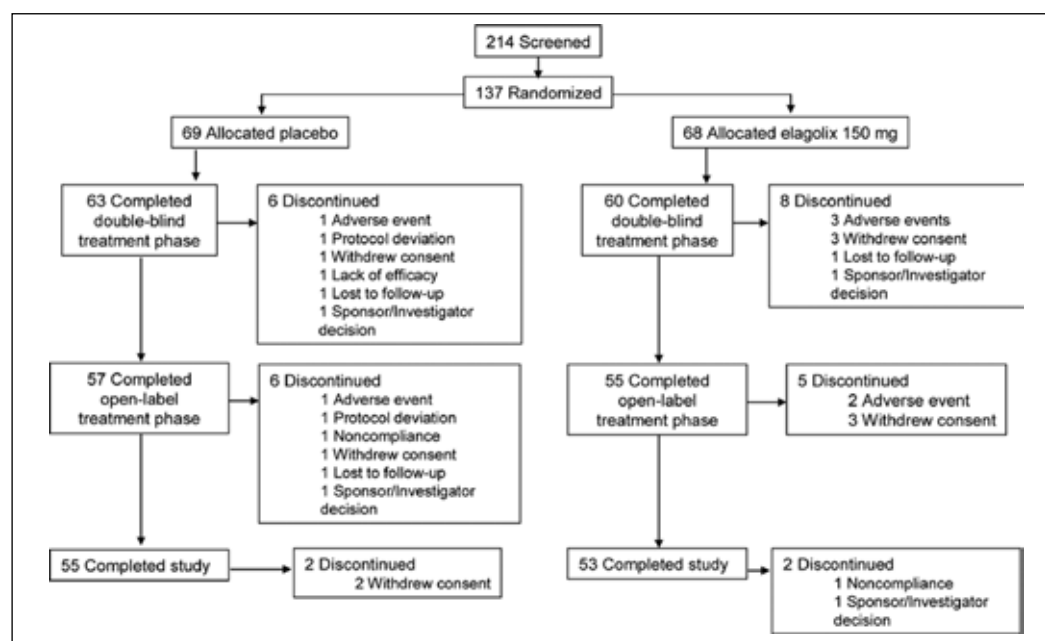 214 Screened
137 Randomized
69 Allocated placebo
68 Allocated elagolix 150 mg
63 Completed
double-blind
treatment phase
6 Discontinued
1 Adverse event
1 Protocol deviation
1 Withdrew consent
1 Lack of efficacy
1 Lost to follow-up
1 Sponsor/Investigator
decision
60 Completed
double-blind
treatment phase
8 Discontinued
3 Adverse events
3 Withdrew consent
1 Lost to follow-up
1 Sponsor/Investigator
decision
57 Completed
open-label
treatment phase
6 Discontinued
1 Adverse event
1 Protocol deviation
1 Noncompliance
1 Withdrew consent
1 Lost to follow-up
1 Sponsor/Investigator
decision
55 Completed
open-label
treatment phase
5 Discontinued
2 Adverse event
3 Withdrew consent
55 Completed study
2 Discontinued
2 Withdrew consent
53 Completed study
2 Discontinued
1 Noncompliance
1 Sponsor/Investigator
decision